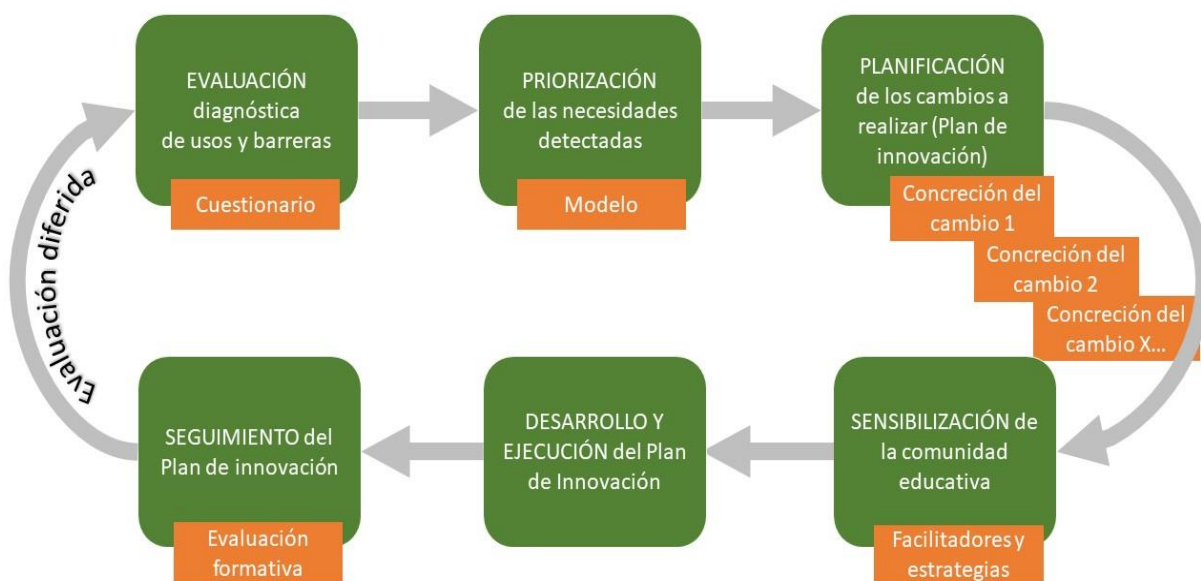 EVALUACIÓN
diagnóstica
de usos y barreras
Cuestionario
PRIORIZACIÓN
de las necesidades
detectadas
Modelo
PLANIFICACIÓN
de los cambios a
realizar (Plan de
innovación)
Concreción del
cambio 1
Concreción del
cambio 2
Concreción del
cambio X...
SENSIBILIZACIÓN de
la comunidad
educativa
Facilitadores y
estrategias
DESARROLLO Y
EJECUCIÓN del Plan
de Innovación
SEGUIMIENTO del
Plan de innovación
Evaluación
formativa
Evaluación diferida